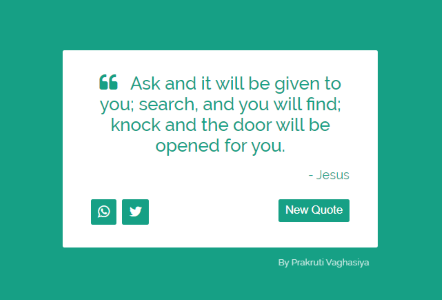 Ask and it will be given to
you; search, and you will find;
knock and the door will be
opened for you.
- Jesus
New Quote
By Prakruti Vaghasiya